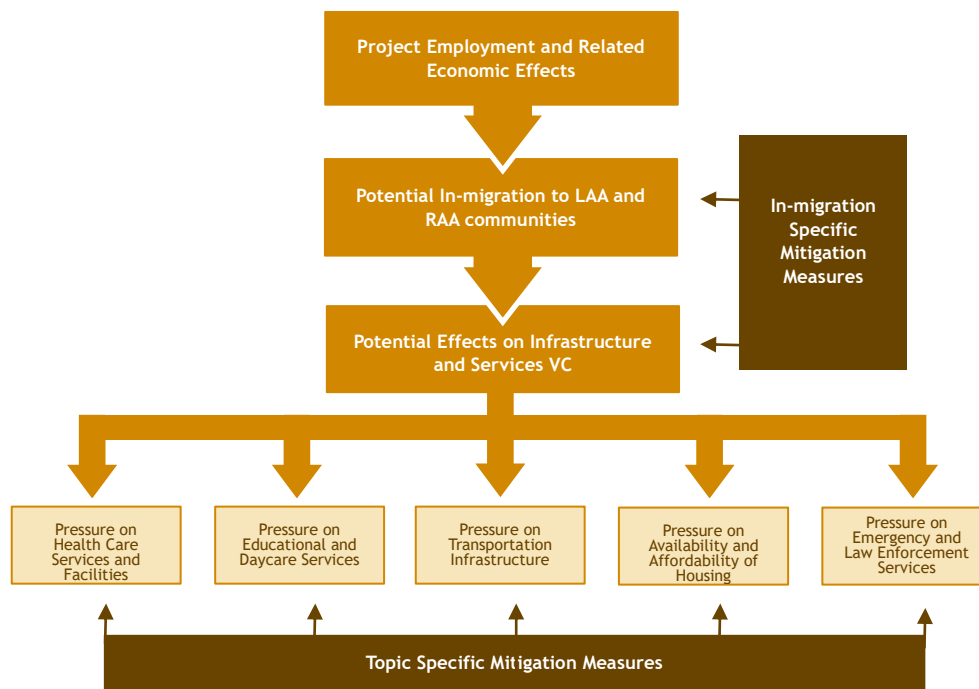 Project Employment and Related
Economic Effects
Potential In-migration to LAA and
RAA communities
In-migration
Specific
Mitigation
Measures
Potential Effects on Infrastructure
and Services VC
Pressure on
Health Care
Services and
Facilities
Pressure on
Educational and
Daycare Services
Pressure on
Transportation
Infrastructure
Pressure on
Availability and
Affordability of
Housing
Pressure on
Emergency and
Law Enforcement
Services
Topic Specific Mitigation Measures